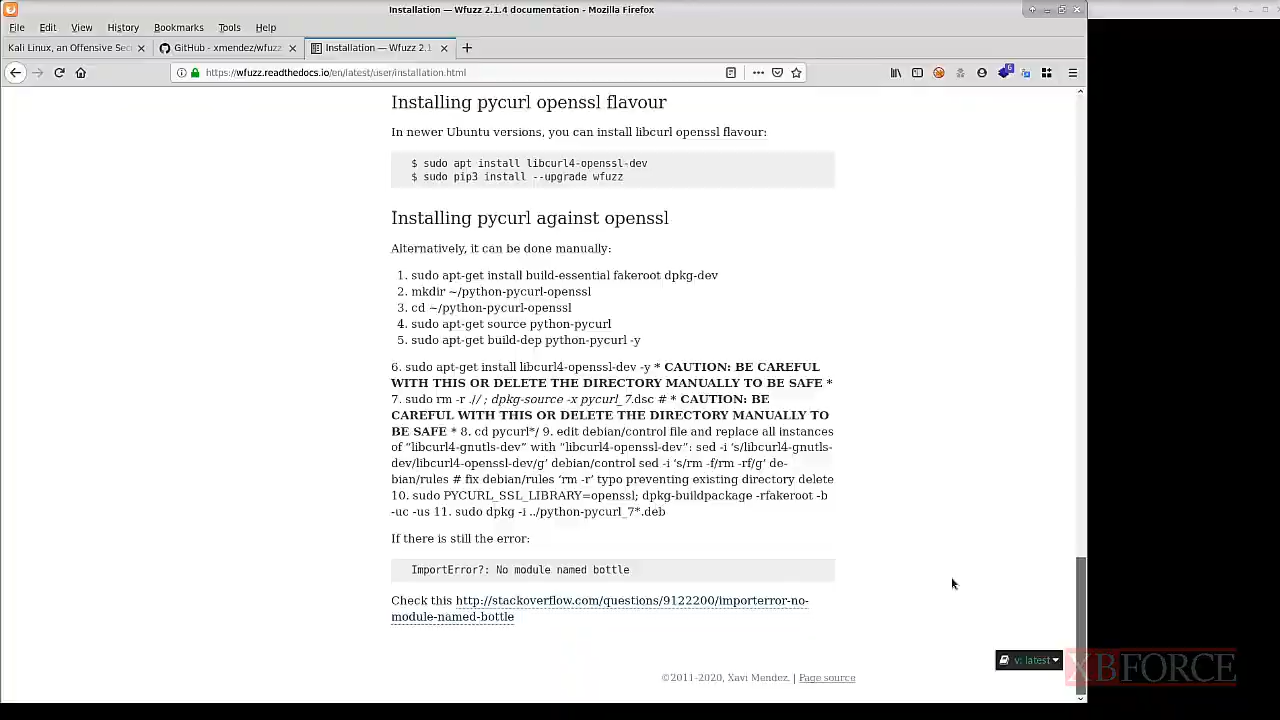 Installation — Wfuzz 2.1.4 documentation - Mozilla Firefox
File Edit View History Bookmarks Tools Help
Kali Linux, an Offensive Sec
GitHub - xmendez/wfuzz
Installation — Wfuzz 2.1
https://wfuzz.readthedocs.io/en/latest/user/installation.html
6
Installing pycurl openssl flavour
In newer Ubuntu versions, you can install libcurl openssl flavour:
$ sudo apt install libcurl4-openssl-dev
$ sudo pip3 install --upgrade wfuzz
Installing pycurl against openssl
Alternatively, it can be done manually:
1. sudo apt-get install build-essential fakeroot dpkg-dev
2. mkdir ~/python-pycurl-openssl
3. cd ~/python-pycurl-openssl
4. sudo apt-get source python-pycurl
5. sudo apt-get build-dep python-pycurl -y
6. sudo apt-get install libcurl4-openssl-dev -y * CAUTION: BE CAREFUL
WITH THIS OR DELETE THE DIRECTORY MANUALLY TO BE SAFE *
7. sudo rm -r .// ; dpkg-source -x pycurl_7.dsc # * CAUTION: BE
CAREFUL WITH THIS OR DELETE THE DIRECTORY MANUALLY TO
BE SAFE * 8. cd pycurl*/ 9. edit debian/control file and replace all instances
of “libcurl4-gnutls-dev” with “libcurl4-openssl-dev”: sed -i ‘s/libcurl4-gnutls-
dev/libcurl4-openssl-dev/g’ debian/control sed -i ‘s/rm -f/rm -rf/g’ de-
bian/rules # fix debian/rules ‘rm -r’ typo preventing existing directory delete
10. sudo PYCURL_SSL_LIBRARY=openssl; dpkg-buildpackage -rfakeroot -b
-uc -us 11. sudo dpkg -i ../python-pycurl_7*.deb
If there is still the error:
ImportError?: No module named bottle
Check this http://stackoverflow.com/questions/9122200/importerror-no-
module-named-bottle
v: latest
XBFORCE
©2011-2020, Xavi Mendez. | Page source